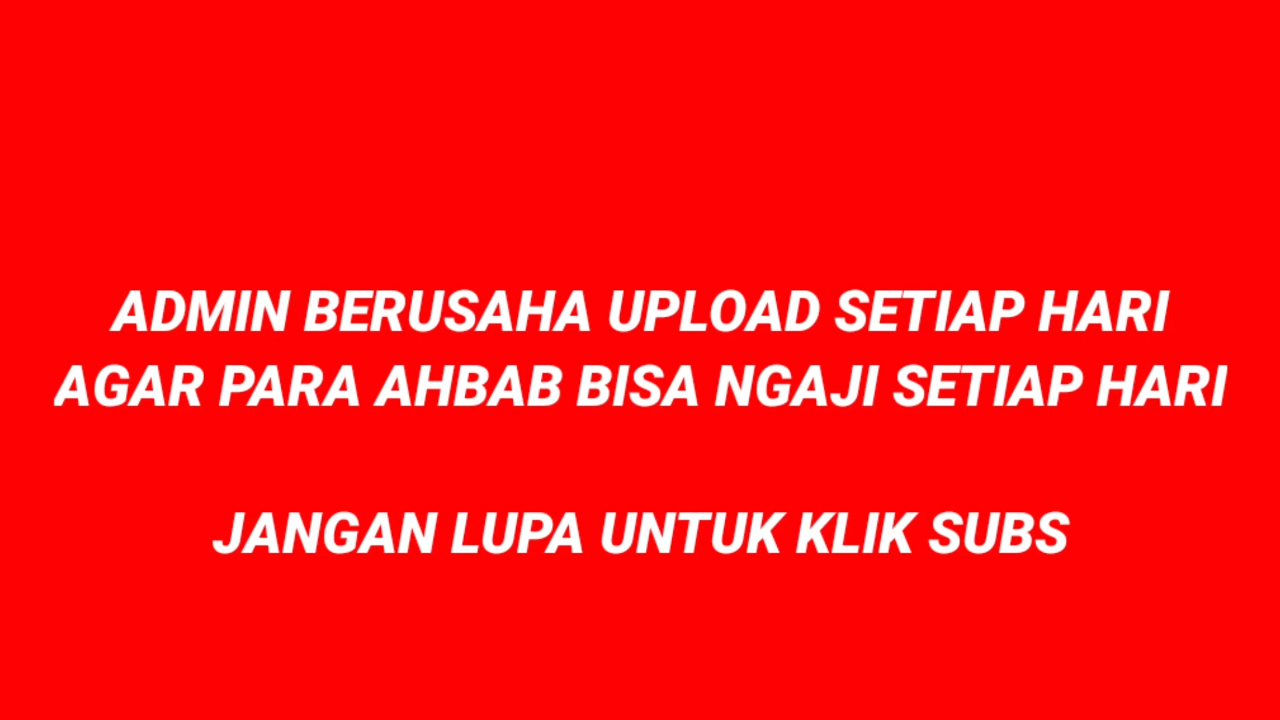 ADMIN BERUSAHA UPLOAD SETIAP HARI
AGAR PARA AHBAB BISA NGAJI SETIAP HARI
JANGAN LUPA UNTUK KLIK SUBS